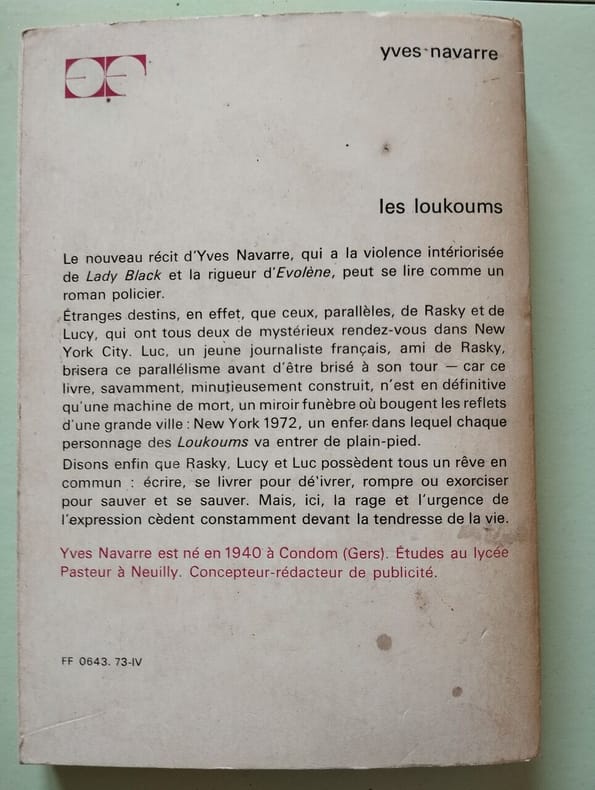 yves navarre
les loukoums
Le nouveau récit d'Yves Navarre, qui a la violence intériorisée
de Lady Black et la rigueur d'Evolène, peut se lire comme un
roman policier.
Étranges destins, en effet, que ceux, parallèles, de Rasky et de
Lucy, qui ont tous deux de mystérieux rendez-vous dans New
York City. Luc, un jeune journaliste français, ami de Rasky,
brisera ce parallélisme avant d'être brisé à son tour — car ce
livre, savamment, minutieusement construit, n'est en définitive
qu'une machine de mort, un miroir funèbre où bougent les reflets
d'une grande ville : New York 1972, un enfer dans lequel chaque
personnage des Loukoums va entrer de plain-pied.
Disons enfin que Rasky, Lucy et Luc possèdent tous un rêve en
commun : écrire, se livrer pour dé'ivrer, rompre ou exorciser
pour sauver et se sauver. Mais, ici, la rage et l'urgence de
l'expression cèdent constamment devant la tendresse de la vie.
Yves Navarre est né en 1940 à Condom (Gers). Études au lycée
Pasteur à Neuilly. Concepteur-rédacteur de publicité.
FF 0643. 73-IV